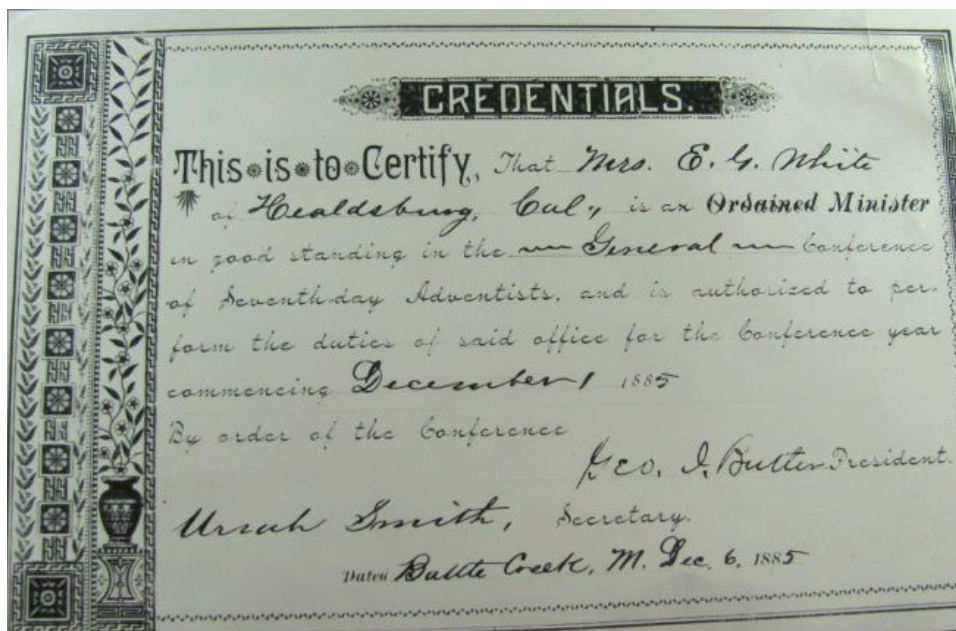 CREDENTIALS.
This is to Certify, That Mrs. E. G. White
of Healdsburg, Cal., is an Ordained Minister
in good standing in the General Conference
of Seventh-day Adventists, and is authorized to per-
form the duties of said office for the Conference year
commencing December 1 1885
By order of the Conference.
Geo. I. Butler President.
Uriah Smith, Secretary.
Dated Battle Creek, M. Dec. 6, 1885